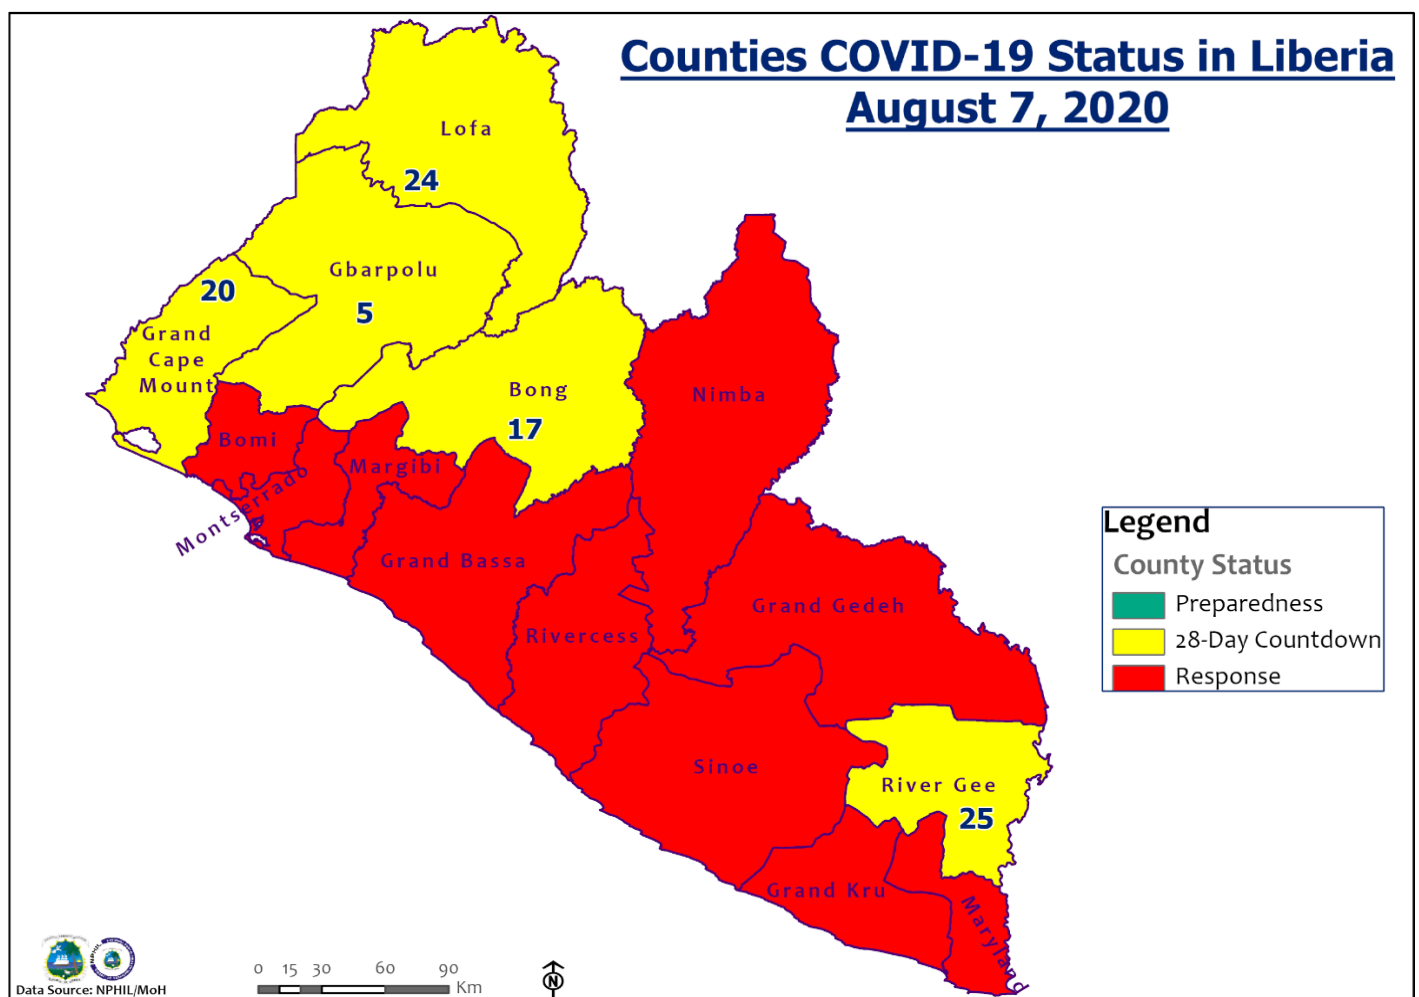 Counties COVID-19 Status in Liberia
August 7, 2020
Lofa
24
Gbarpolu
5
20
Grand
Cape
Mount
Bong
17
Nimba
Bomi
Margibi
Montserrado
Grand Bassa
Rivercess
Grand Gedeh
Sinoe
River Gee
25
Grand Kru
Maryland
Legend
County Status
Preparedness
28-Day Countdown
Response
NPHIL
Data Source: NPHIL/MoH
0 15 30 60 90
Km
N